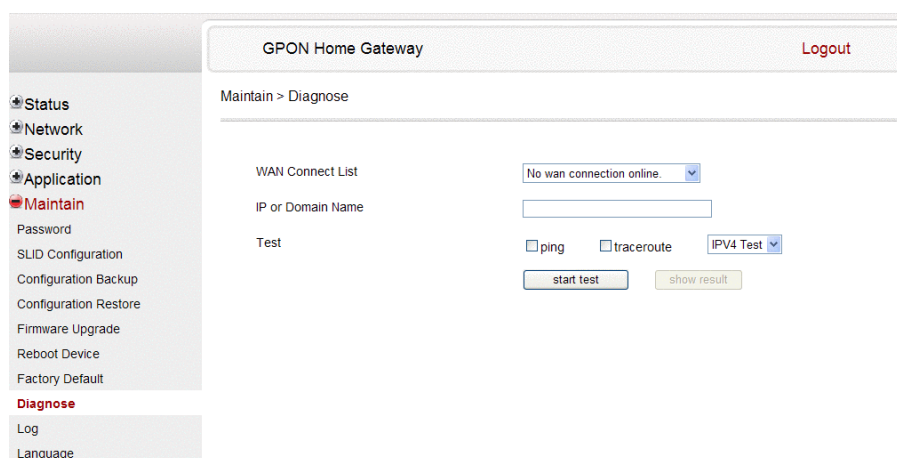 GPON Home Gateway
Logout
Status
Network
Security
Application
Maintain
Password
SLID Configuration
Configuration Backup
Configuration Restore
Firmware Upgrade
Reboot Device
Factory Default
Diagnose
Log
Language
Maintain > Diagnose
WAN Connect List No wan connection online.
IP or Domain Name
Test ping traceroute IPV4 Test
start test show result